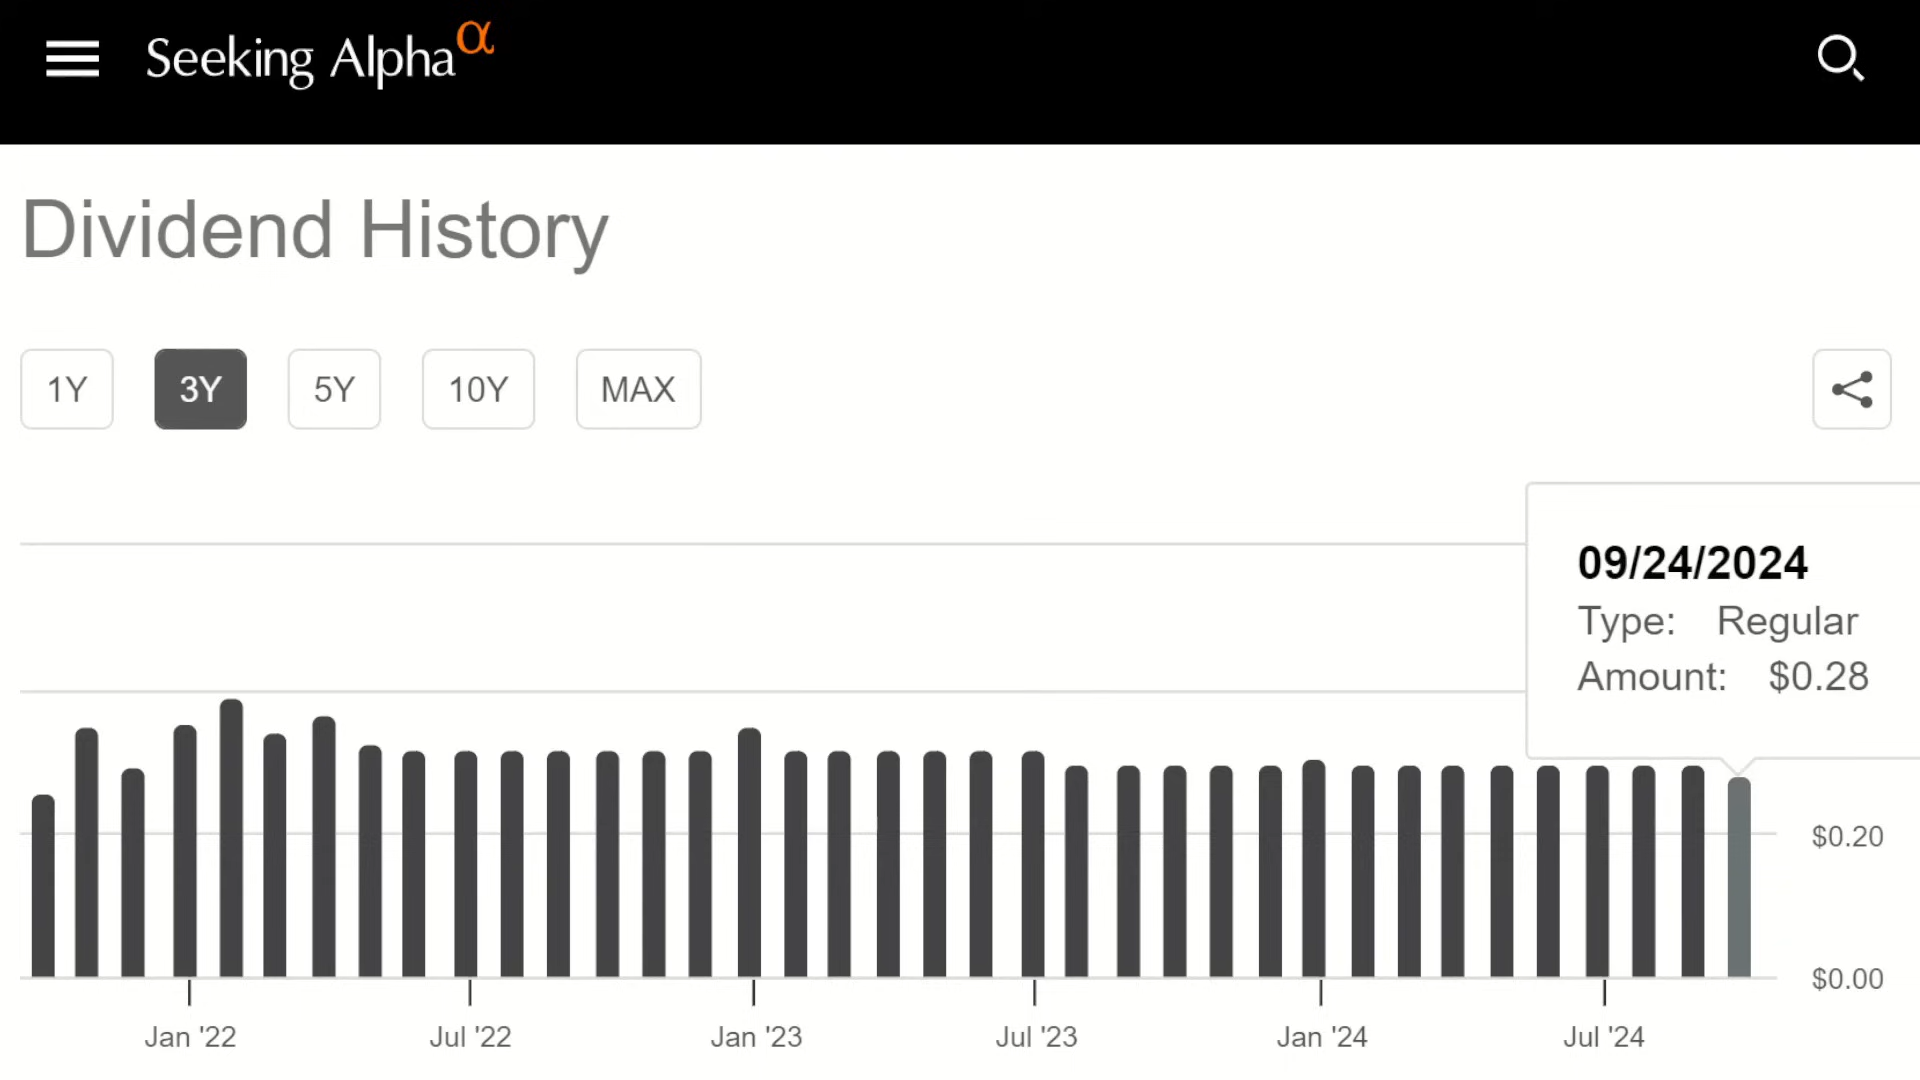 Seeking Alpha α
Dividend History
1Y 3Y 5Y 10Y MAX
09/24/2024
Type: Regular
Amount: $0.28
$0.20
$0.00
Jan '22 Jul '22 Jan '23 Jul '23 Jan '24 Jul '24